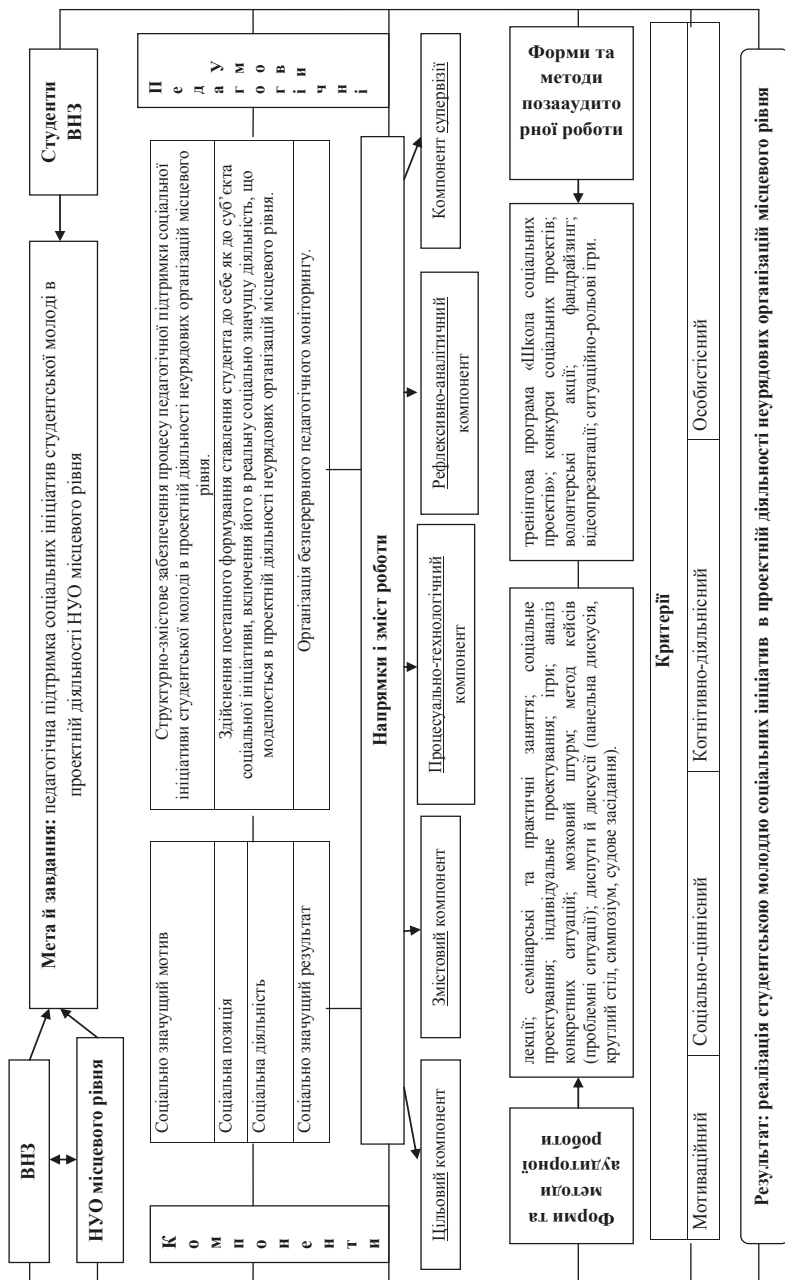 ВНЗ
НУО місцевого рівня
Мета й завдання: педагогічна підтримка соціальних ініціатив студентської молоді в
проектній діяльності НУО місцевого рівня
Студенти
ВНЗ
К
о
м
п
о
н
е
н
т
и
Соціально значущий мотив
Соціальна позиція
Соціальна діяльність
Соціально значущий результат
Структурно-змістове забезпечення процесу педагогічної підтримки соціальної
ініціативи студентської молоді в проектній діяльності неурядових організацій місцевого
рівня.
Здійснення поетапного формування ставлення студента до себе як до суб’єкта
соціальної ініціативи, включення його в реальну соціально значущу діяльність, що
моделюється в проектній діяльності неурядових організацій місцевого рівня.
Організація безперервного педагогічного моніторингу.
П
е
д у
а м
г о
о в
г и
і
ч
н
і
Напрямки і зміст роботи
Цільовий компонент
Змістовий компонент
Процесуально-технологічний
компонент
Рефлексивно-аналітичний
компонент
Компонент супервізії
Форми та
методи
аудиторної
роботи
лекції; семінарські та практичні заняття; соціальне
проектування; індивідуальне проектування; ігри; аналіз
конкретних ситуацій; мозковий штурм; метод кейсів
(проблемні ситуації); диспути й дискусії (панельна дискусія,
круглий стіл, симпозіум, судове засідання).
тренінгова програма «Школа соціальних
проектів»; конкурси соціальних проектів;
волонтерські акції; фандрайзинг;
відеопрезентації; ситуаційно-рольові ігри.
Форми та
методи
позааудито
рної роботи
Критерії
Мотиваційний
Соціально-ціннісний
Когнітивно-діяльнісний
Особистісний
Результат: реалізація студентською молоддю соціальних ініціатив в проектній діяльності неурядових організацій місцевого рівня